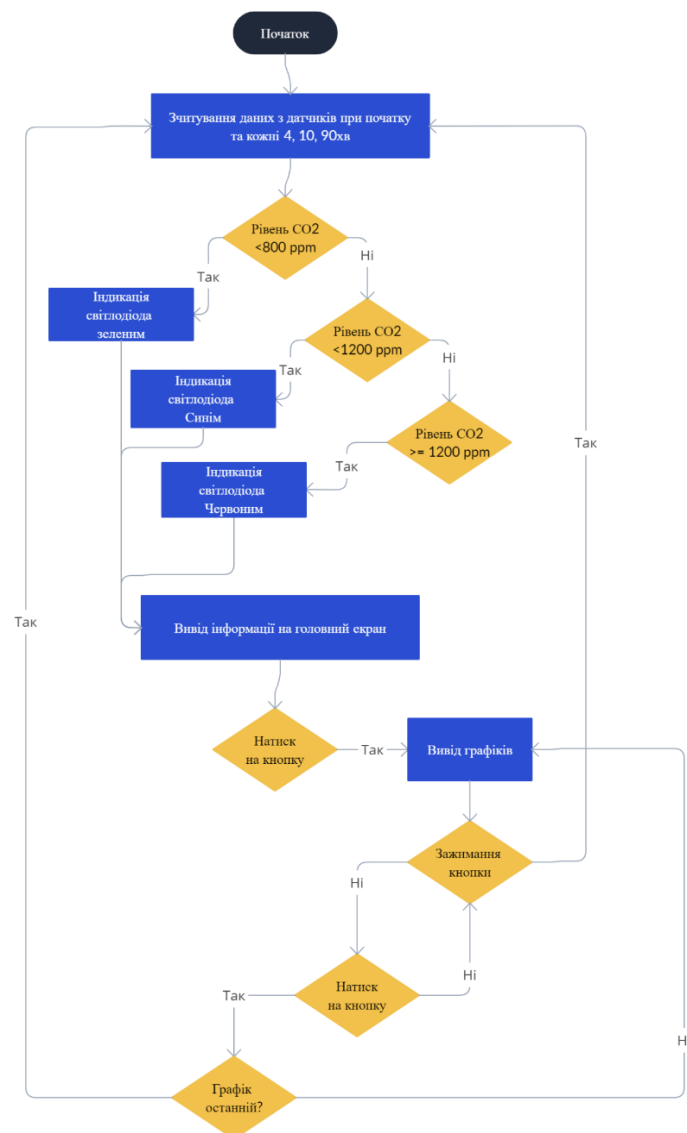 Початок
Зчитування даних з датчиків при початку
та кожні 4, 10, 90хв
Рівень СО2
<800 ppm
Ні
Так
Індикація
світлодіода
зеленим
Рівень СО2
<1200 ppm
Ні
Так
Індикація
світлодіода
Синім
Рівень СО2
>= 1200 ppm
Так
Так
Індикація
світлодіода
Червоним
Так
Вивід інформації на головний екран
Натиск
на кнопку
Так
Вивід графіків
Зажимання
кнопки
Ні
Натиск
на кнопку
Ні
Так
Н
Графік
останній?